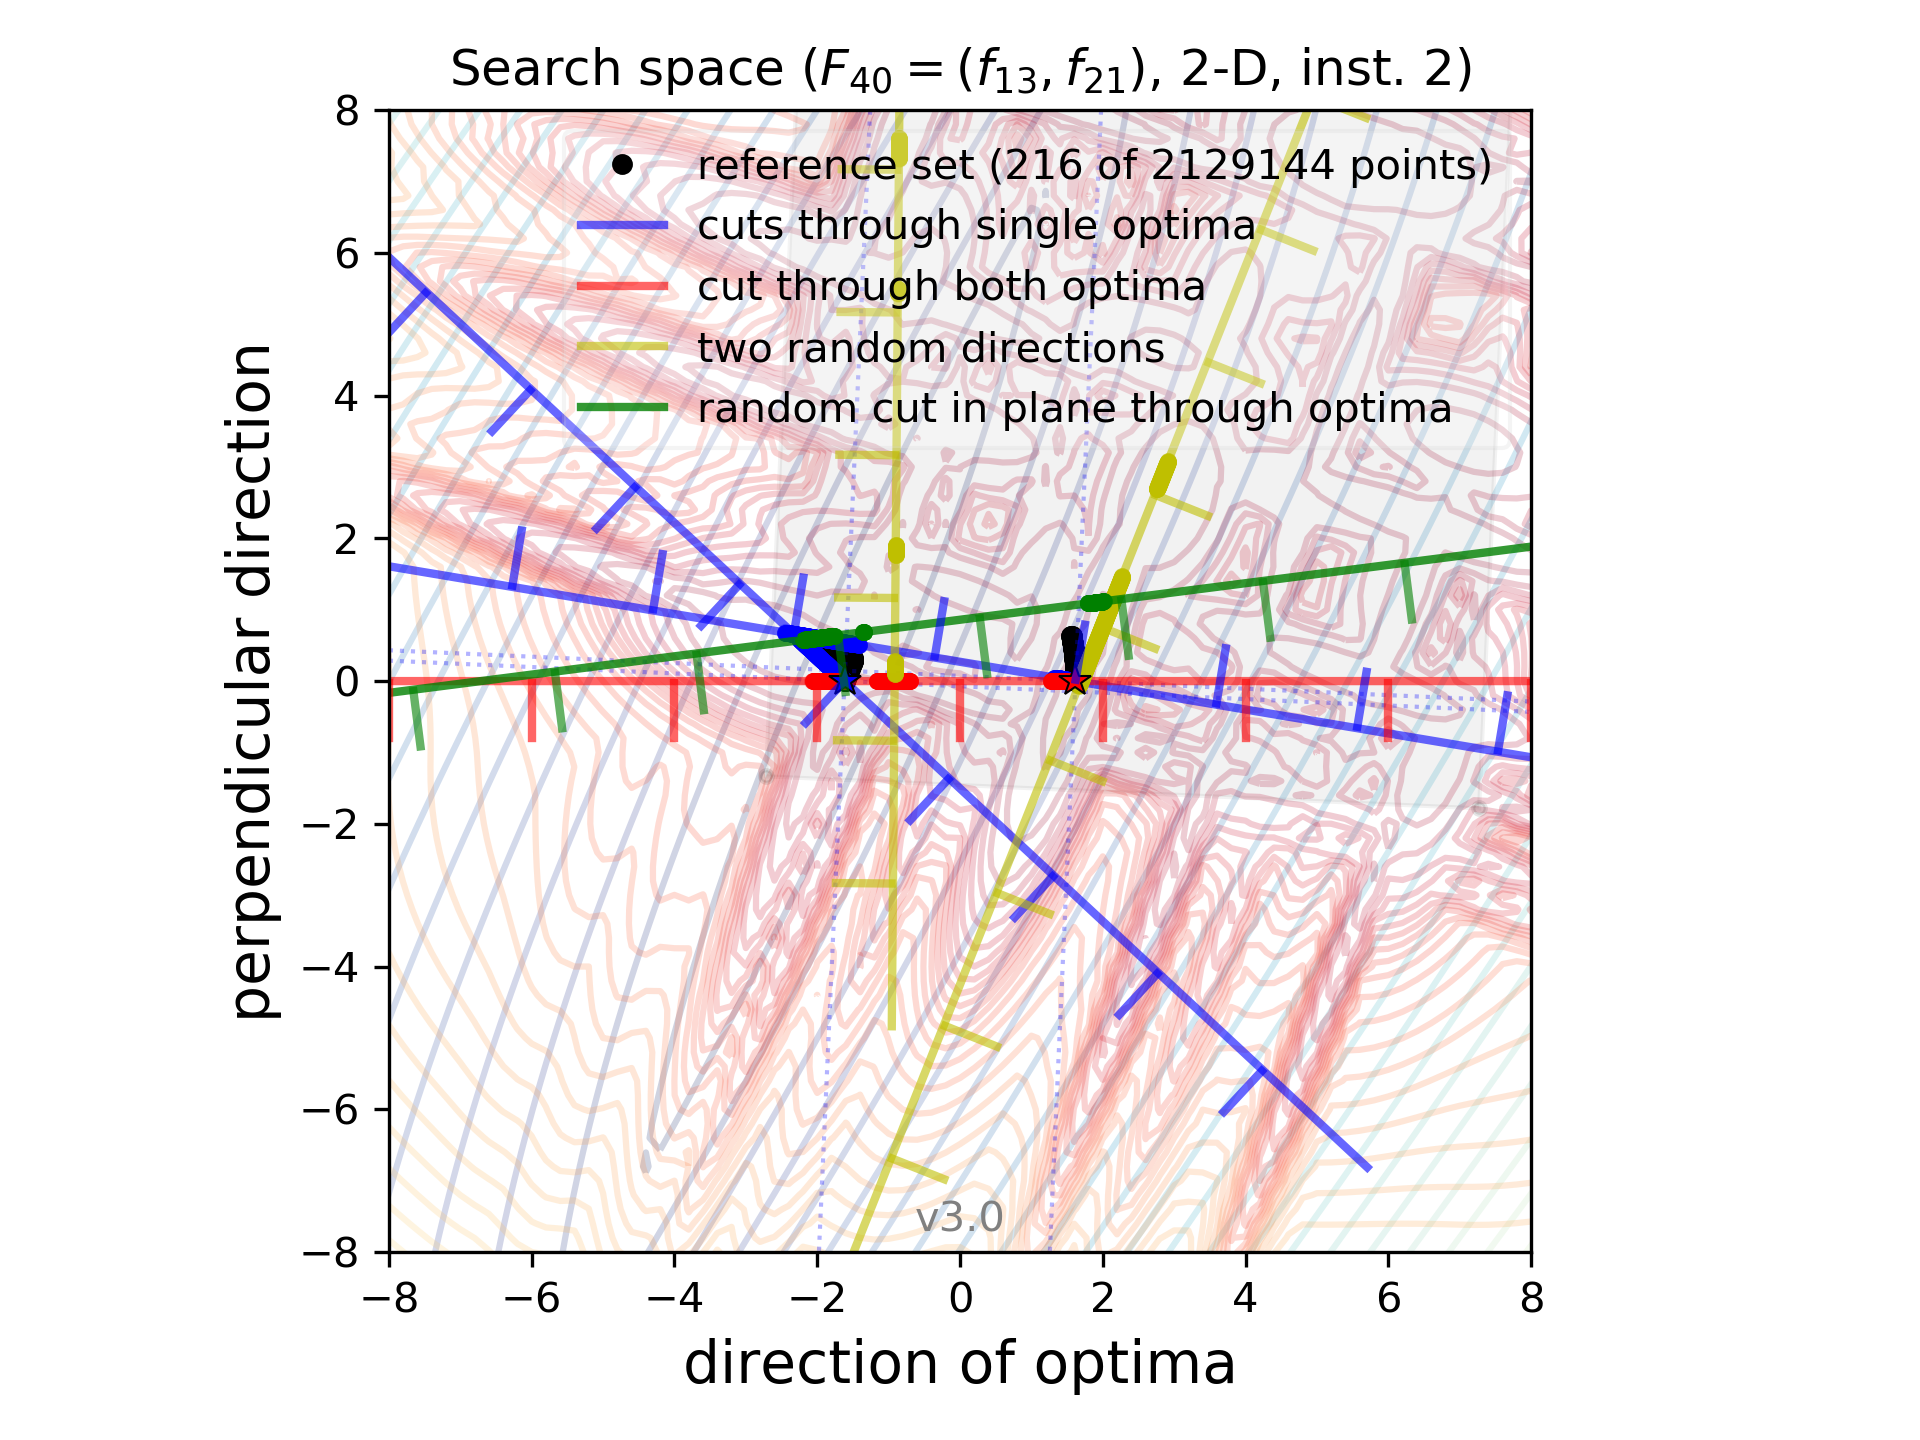 Search space (F40 = (f13, f21), 2-D, inst. 2)
reference set (216 of 2129144 points)
cuts through single optima
cut through both optima
two random directions
random cut in plane through optima
8
6
4
2
0
−2
−4
−6
−8
perpendicular direction
v3.0
−8 −6 −4 −2 0 2 4 6 8
direction of optima